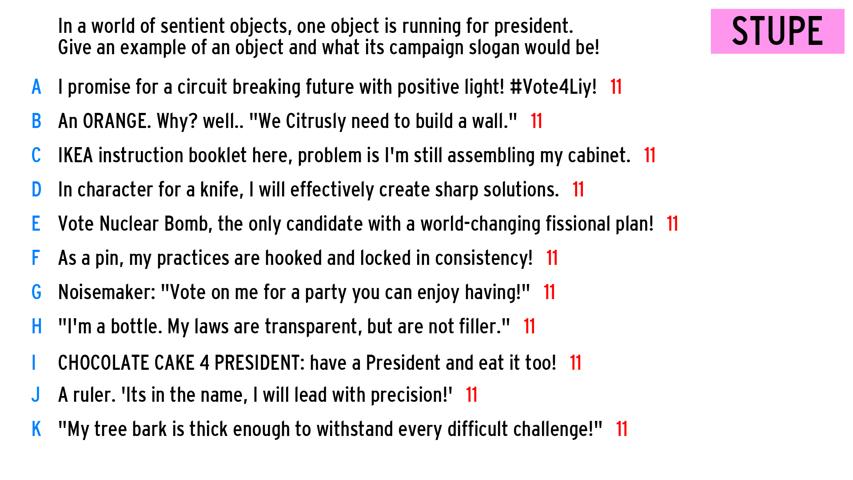 In a world of sentient objects, one object is running for president.
Give an example of an object and what its campaign slogan would be!
STUPE
A I promise for a circuit breaking future with positive light! #Vote4Liy! 11
B An ORANGE. Why? well.. "We Citrusly need to build a wall." 11
C IKEA instruction booklet here, problem is I'm still assembling my cabinet. 11
D In character for a knife, I will effectively create sharp solutions. 11
E Vote Nuclear Bomb, the only candidate with a world-changing fissional plan! 11
F As a pin, my practices are hooked and locked in consistency! 11
G Noisemaker: "Vote on me for a party you can enjoy having!" 11
H "I'm a bottle. My laws are transparent, but are not filler." 11
I CHOCOLATE CAKE 4 PRESIDENT: have a President and eat it too! 11
J A ruler. 'Its in the name, I will lead with precision!' 11
K "My tree bark is thick enough to withstand every difficult challenge!" 11